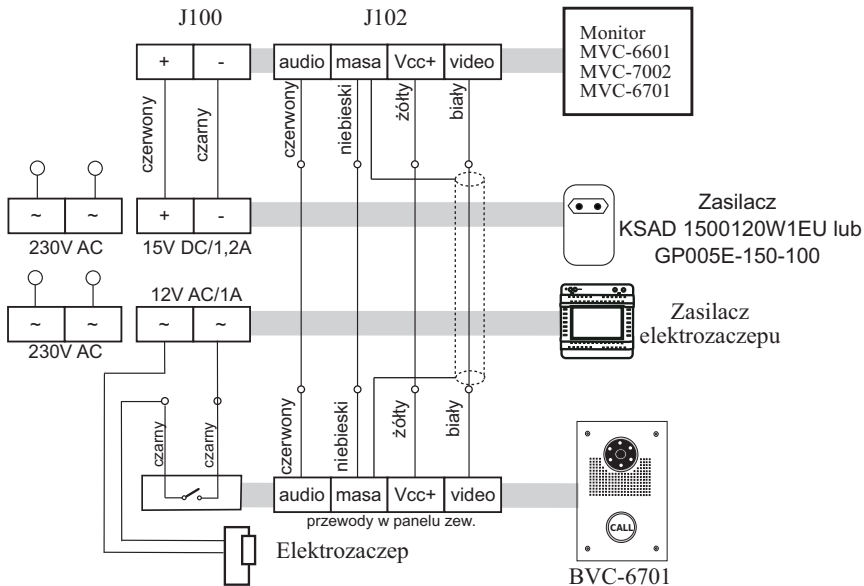 J100
J102
+
-
audio
masa
Vcc+
video
Monitor
MVC-6601
MVC-7002
MVC-6701
czerwony
czarny
czerwony
niebieski
żółty
biały
~
~
+
-
230V AC
15V DC/1,2A
Zasilacz
KSAD 1500120W1EU lub
GP005E-150-100
12V AC/1A
~
~
~
~
230V AC
Zasilacz
elektrozaczepu
czarny
czarny
czerwony
niebieski
żółty
biały
audio
masa
Vcc+
video
przewody w panelu zew.
CALL
Elektrozaczep
BVC-6701